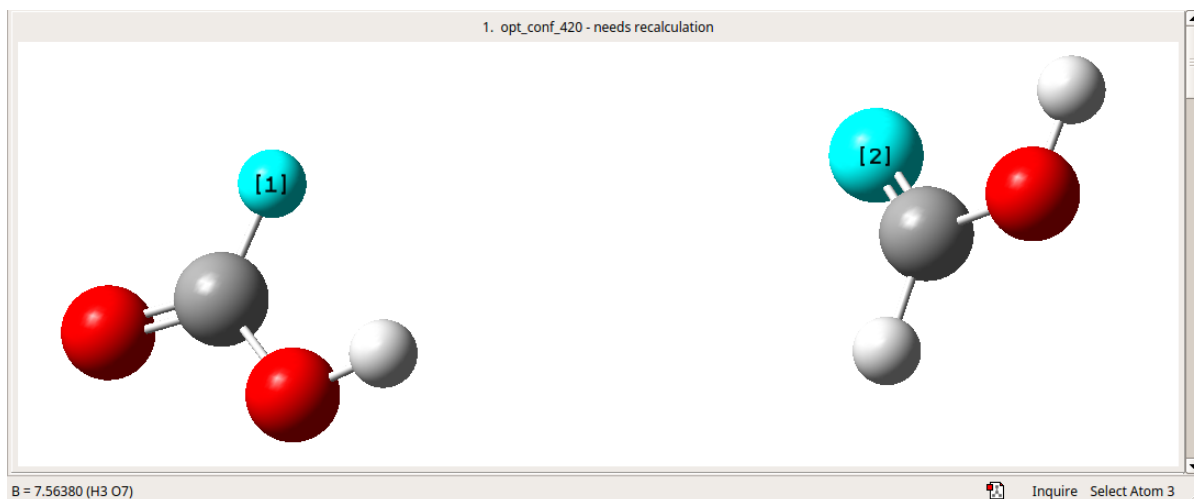 1. opt_conf_420 - needs recalculation
[1]
[2]
B = 7.56380 (H3 O7)
Inquire Select Atom 3